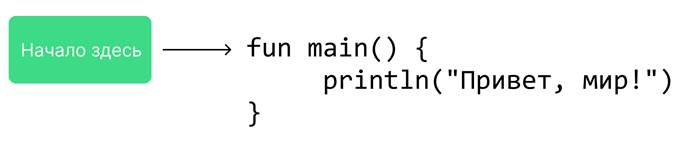 Начало здесь
fun main() {
println("Привет, мир!")
}